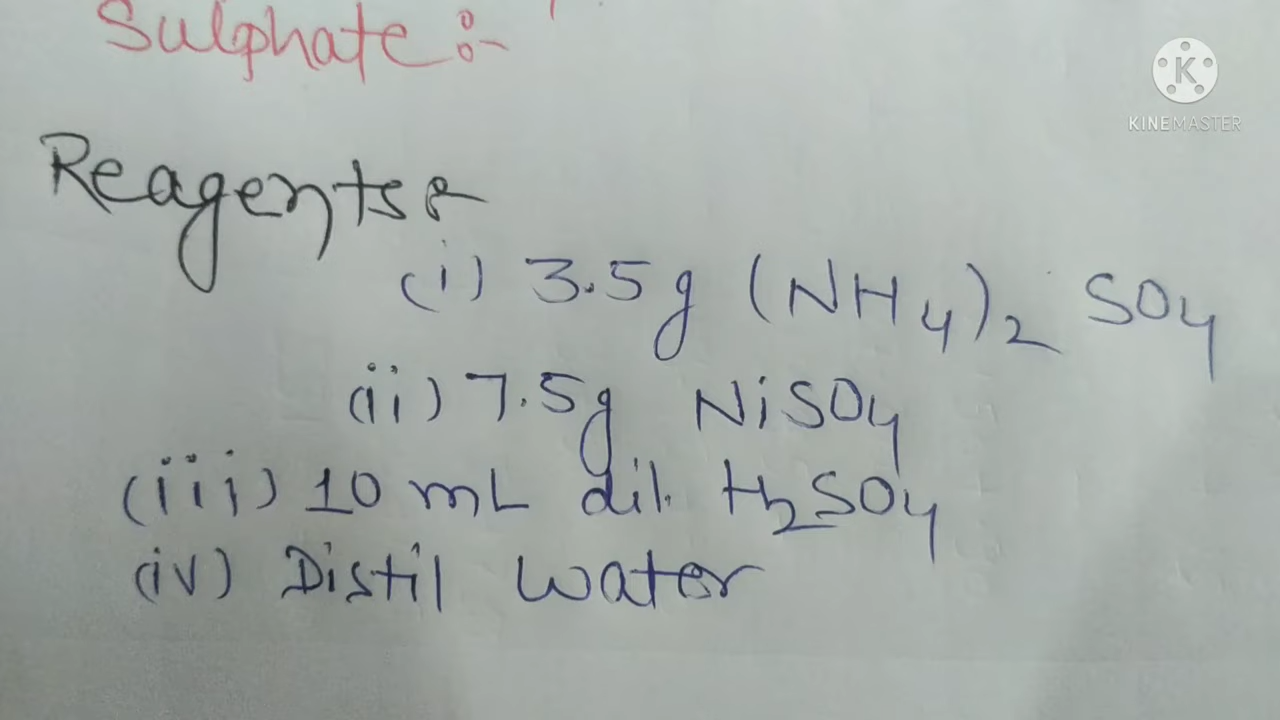 Sulphate :-
K
KINEMASTER
Reagents :-
(i) 3.5g (NH4)2 SO4
(ii) 7.5g NiSO4
(iii) 10 mL dil. H2SO4
(iv) Distil Water